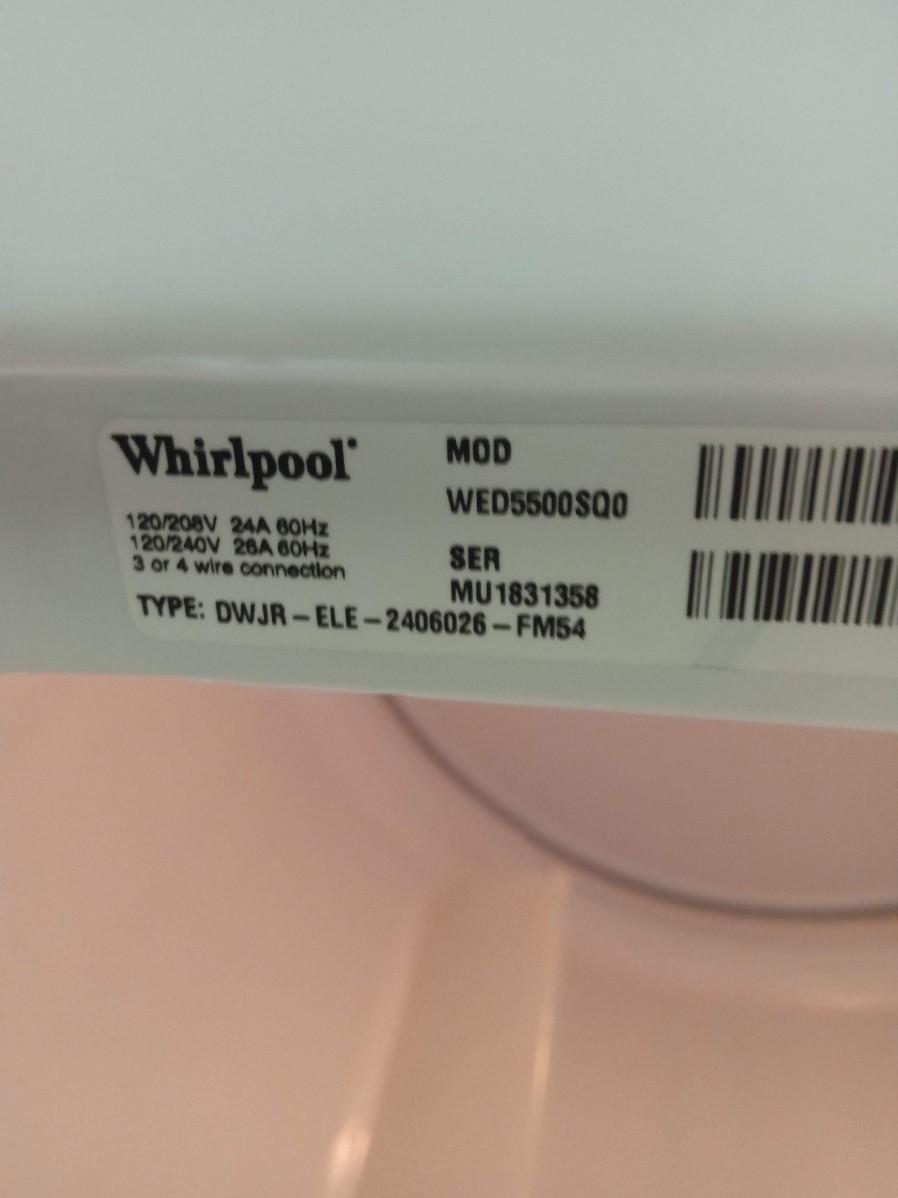 Whirlpool
120/208V 24A 60Hz
120/240V 26A 60Hz
3 or 4 wire connection
MOD
WED5500SQ0
SER
MU1831358
TYPE: DWJR-ELE-2406026-FM54